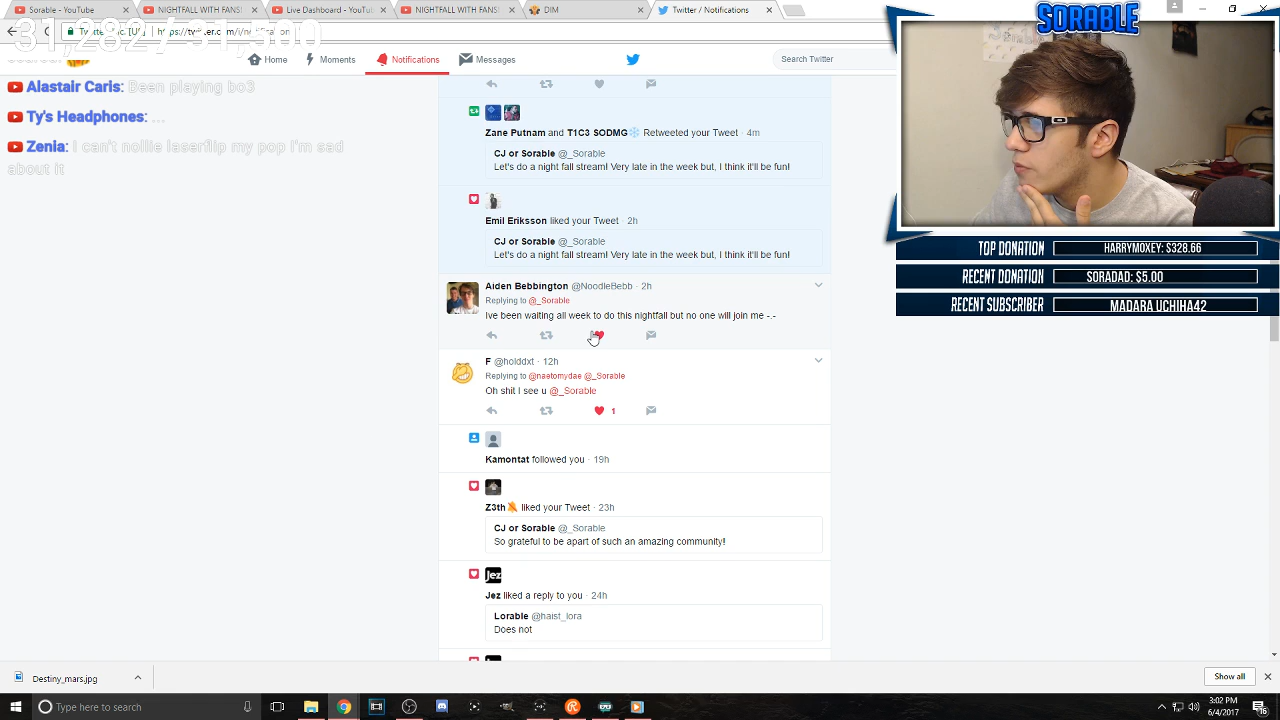 Sorable - YouTube
NIGHTFALL WITH FANS!
Live Dashboard - YouTu
NIGHTFALL WITH FANS!
DIM
Twitter / Notifications
31,282 / 31,500
Home
Moments
Notifications
Search Twitter
SORABLE
Alastair Caris: Been playing bo3
Ty's Headphones: ...
Zenia: I can't nollie laserflip my pop I'm sad
about it
Zane Putnam and T1C3 SODMG❄ Retweeted your Tweet · 4m
CJ or Sorable @_Sorable
Let's do a night fall stream! Very late in the week but, I think it'll be fun!
Emil Eriksson liked your Tweet · 2h
CJ or Sorable @_Sorable
Let's do a night fall stream! Very late in the week but, I think it'll be fun!
Aiden Bebbington @NoodleBebb · 2h
Replying to @_Sorable
Ive been waiting all week to do this nightfall but no one will join me -.-
F @holddxt · 12h
Replying to @naetomydae @_Sorable
Oh shit I see u @_Sorable
1
Kamontat followed you · 19h
Z3th liked your Tweet · 23h
CJ or Sorable @_Sorable
So grateful to be apart of such an amazing community!
Jez
Jez liked a reply to you · 24h
Lorable @haist_lora
Does not
TOP DONATION HARRYMOXEY: $328.66
RECENT DONATION SORADAD: $5.00
RECENT SUBSCRIBER MADARA UCHIHA42
Destiny_mars.jpg
Show all
Type here to search
3:02 PM
6/4/2017